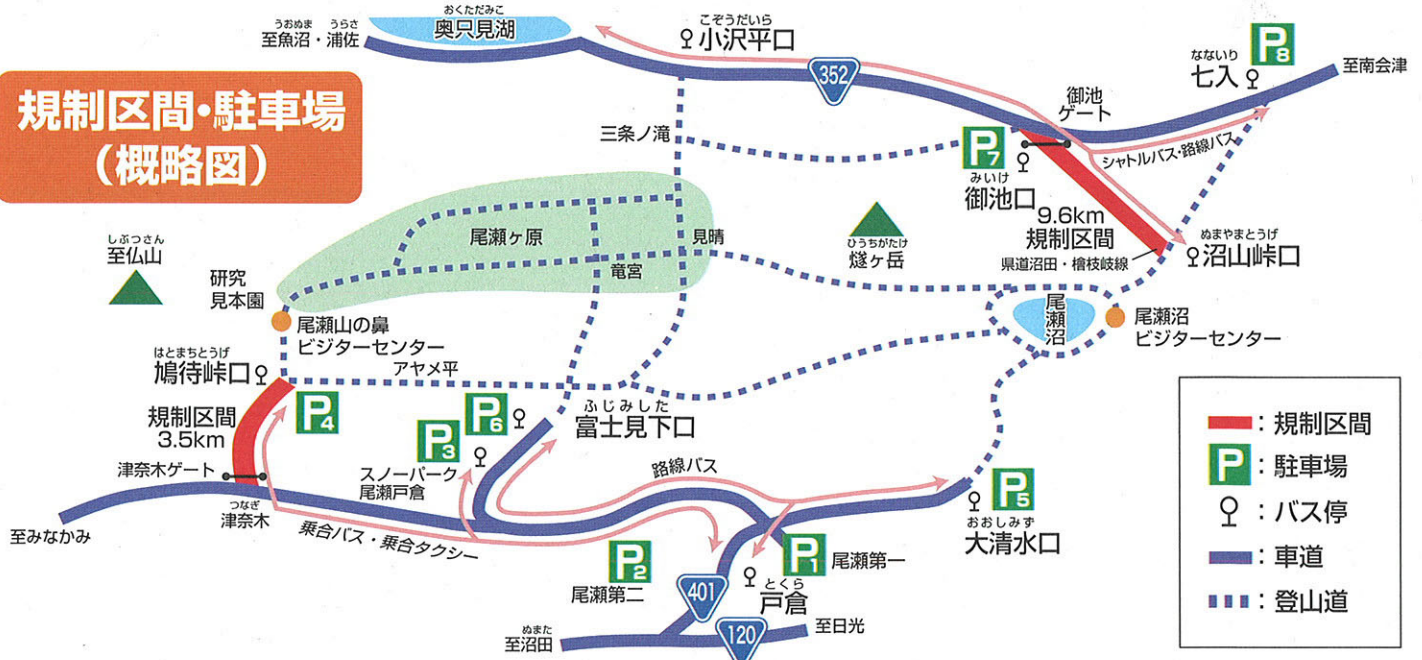 規制区間・駐車場
（概略図）
うおぬま うらさ
至魚沼・浦佐
おくただみこ
奥只見湖
こぞうだいら
小沢平口
352
なないり
七入
P8
至南会津
御池
ゲート
シャトルバス・路線バス
三条ノ滝
P7
みいけ
御池口
9.6km
規制区間
県道沼田・檜枝岐線
ぬまやまとうげ
沼山峠口
しぶつさん
至仏山
研究
見本園
尾瀬ヶ原
見晴
竜宮
ひうちがたけ
燧ヶ岳
尾瀬沼
尾瀬沼
ビジターセンター
尾瀬山の鼻
ビジターセンター
はとまちとうげ
鳩待峠口
アヤメ平
P4
規制区間
3.5km
P3
P6
ふじみした
富士見下口
スノーパーク
尾瀬戸倉
津奈木ゲート
つなぎ
津奈木
至みなかみ
乗合バス・乗合タクシー
路線バス
P5
おおしみず
大清水口
P2
尾瀬第二
P1
尾瀬第一
とくら
戸倉
401
120
ぬまた
至沼田
至日光
：規制区間
P：駐車場
：バス停
：車道
：登山道